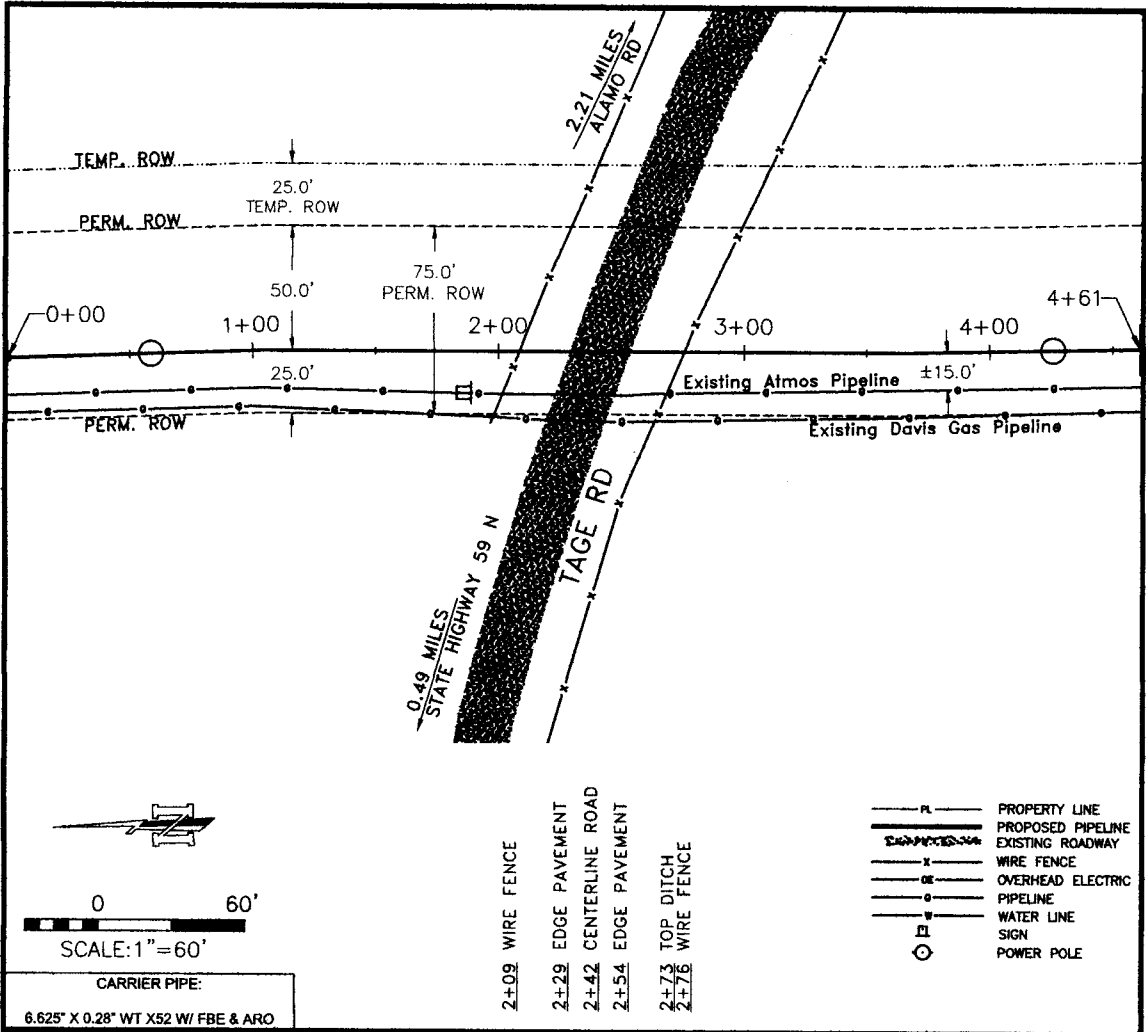 2.21 MILES
ALAMO RD
TEMP. ROW
25.0'
TEMP. ROW
PERM. ROW
75.0'
PERM. ROW
50.0'
0+00
1+00
2+00
3+00
4+00
4+61
25.0'
Existing Atmos Pipeline
±15.0'
PERM. ROW
Existing Davis Gas Pipeline
TAGE RD
0.49 MILES
STATE HIGHWAY 59 N
N
0 60'
SCALE:1"=60'
CARRIER PIPE:
6.625" X 0.28" WT X52 W/ FBE & ARO
2+09 WIRE FENCE
2+29 EDGE PAVEMENT
2+42 CENTERLINE ROAD
2+54 EDGE PAVEMENT
2+73 TOP DITCH
2+76 WIRE FENCE
PL PROPERTY LINE
PROPOSED PIPELINE
EXISTING ROADWAY
X WIRE FENCE
OE OVERHEAD ELECTRIC
G PIPELINE
W WATER LINE
SIGN
POWER POLE